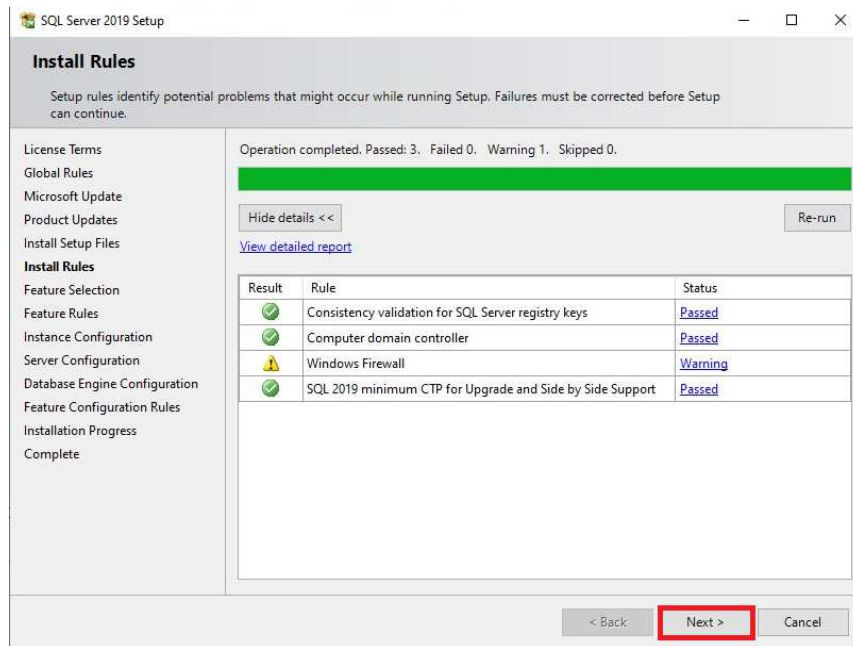 SQL Server 2019 Setup
Install Rules
Setup rules identify potential problems that might occur while running Setup. Failures must be corrected before Setup
can continue.
License Terms
Global Rules
Microsoft Update
Product Updates
Install Setup Files
Install Rules
Feature Selection
Feature Rules
Instance Configuration
Server Configuration
Database Engine Configuration
Feature Configuration Rules
Installation Progress
Complete
Operation completed. Passed: 3. Failed 0. Warning 1. Skipped 0.
Hide details <<
Re-run
View detailed report
Result Rule Status
Consistency validation for SQL Server registry keys Passed
Computer domain controller Passed
Windows Firewall Warning
SQL 2019 minimum CTP for Upgrade and Side by Side Support Passed
< Back Next > Cancel